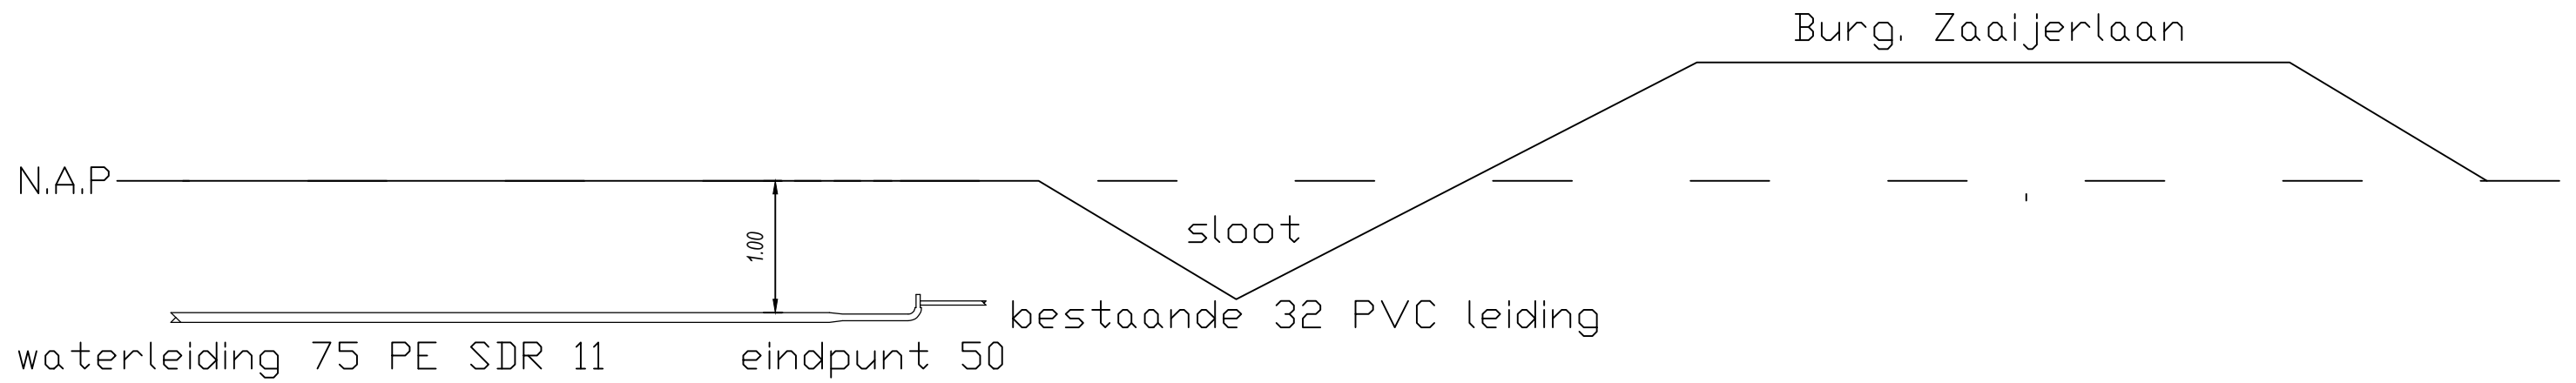 Burg. Zaaijerlaan
N.A.P
sloot
1.00
bestaande 32 PVC leiding
waterleiding 75 PE SDR 11
eindpunt 50